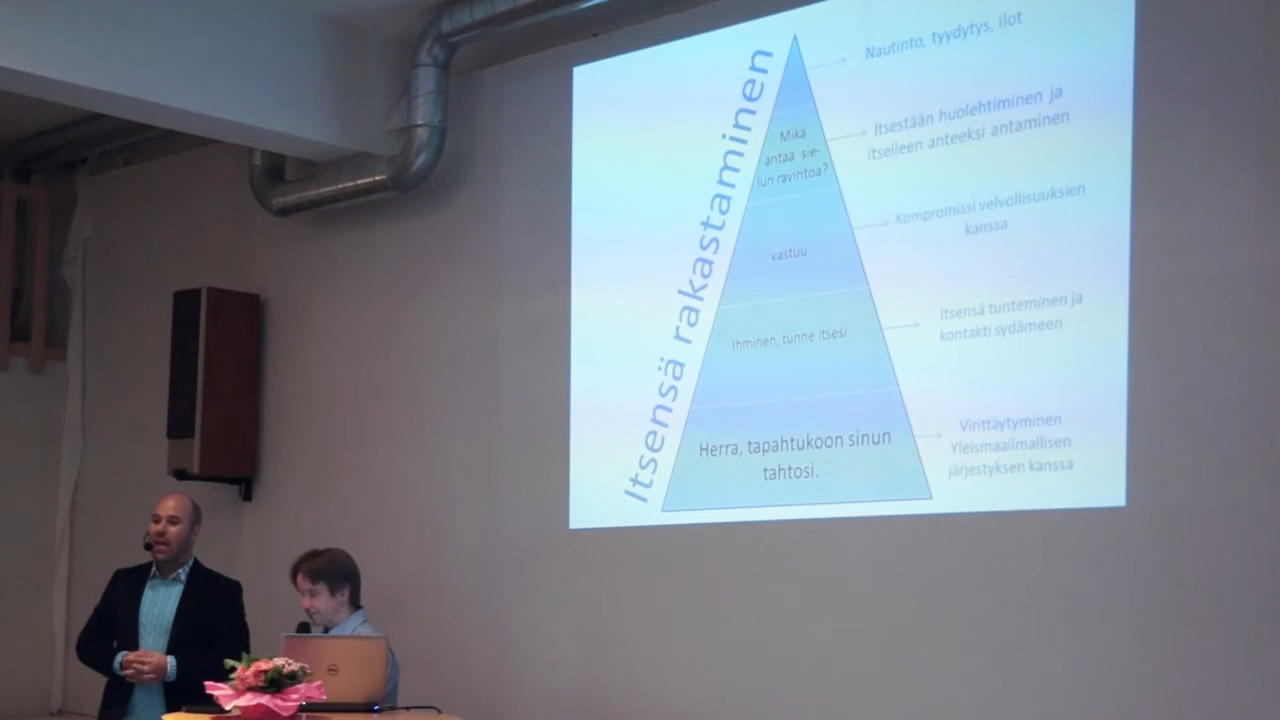 Itsensä rakastaminen
Nautinto, tyydytys, ilot
Mikä
antaa sie-
lun ravintoa?
Itsestään huolehtiminen ja
itselleen anteeksi antaminen
vastuu
Kompromissi velvollisuuksien
kanssa
Ihminen, tunne itsesi
Itsensä tunteminen ja
kontakti sydämeen
Herra, tapahtukoon sinun
tahtosi.
Virittäytyminen
Yleismaailmallisen
järjestyksen kanssa
DELL